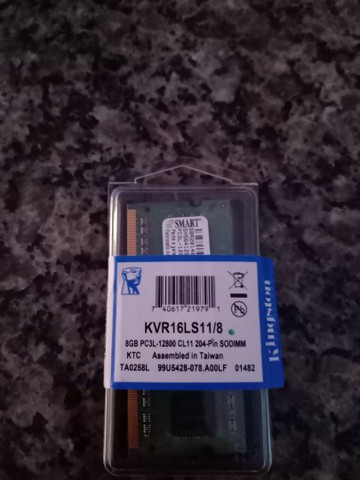 SMART
7 40617 21979 1
KVR16LS11/8
8GB PC3L-12800 CL11 204-Pin SODIMM
KTC Assembled in Taiwan
TA0258L 99U5428-078.A00LF 01482
Kingston